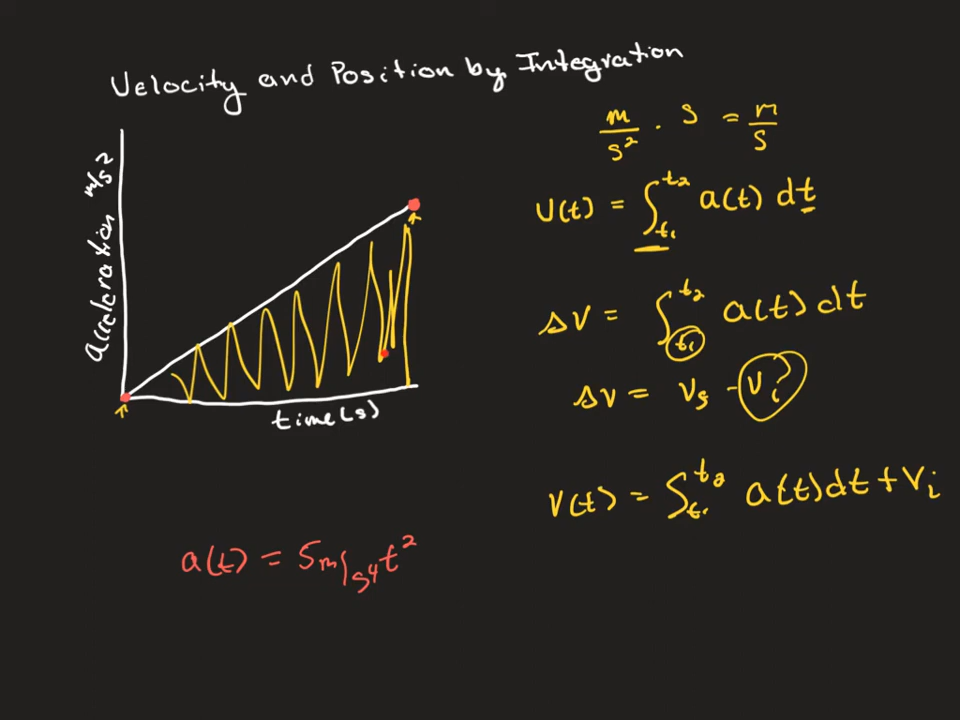 Velocity and Position by Integration
m/s² · s = m/s
v(t) = ∫_{t₁}^{t₂} a(t) dt
Δv = ∫_{t₁}^{t₂} a(t) dt
Δv = v_f - v_i ?
v(t) = ∫_{t₁}^{t₂} a(t) dt + v_i
acceleration m/s2
time(s)
a(t) = 5 m/s⁴ t²